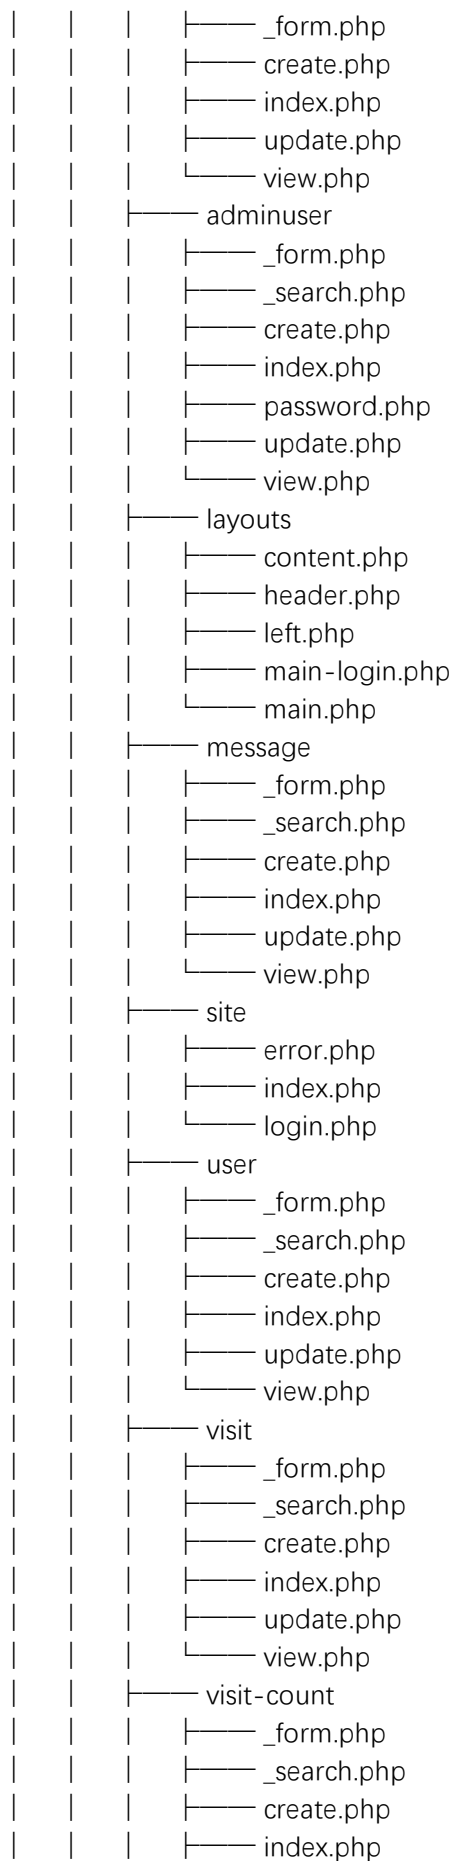 │ │ │ ├─── _form.php
│ │ │ ├─── create.php
│ │ │ ├─── index.php
│ │ │ ├─── update.php
│ │ │ └─── view.php
│ │ ├─── adminuser
│ │ │ ├─── _form.php
│ │ │ ├─── _search.php
│ │ │ ├─── create.php
│ │ │ ├─── index.php
│ │ │ ├─── password.php
│ │ │ ├─── update.php
│ │ │ └─── view.php
│ │ ├─── layouts
│ │ │ ├─── content.php
│ │ │ ├─── header.php
│ │ │ ├─── left.php
│ │ │ ├─── main-login.php
│ │ │ └─── main.php
│ │ ├─── message
│ │ │ ├─── _form.php
│ │ │ ├─── _search.php
│ │ │ ├─── create.php
│ │ │ ├─── index.php
│ │ │ ├─── update.php
│ │ │ └─── view.php
│ │ ├─── site
│ │ │ ├─── error.php
│ │ │ ├─── index.php
│ │ │ └─── login.php
│ │ ├─── user
│ │ │ ├─── _form.php
│ │ │ ├─── _search.php
│ │ │ ├─── create.php
│ │ │ ├─── index.php
│ │ │ ├─── update.php
│ │ │ └─── view.php
│ │ ├─── visit
│ │ │ ├─── _form.php
│ │ │ ├─── _search.php
│ │ │ ├─── create.php
│ │ │ ├─── index.php
│ │ │ ├─── update.php
│ │ │ └─── view.php
│ │ ├─── visit-count
│ │ │ ├─── _form.php
│ │ │ ├─── _search.php
│ │ │ ├─── create.php
│ │ │ ├─── index.php